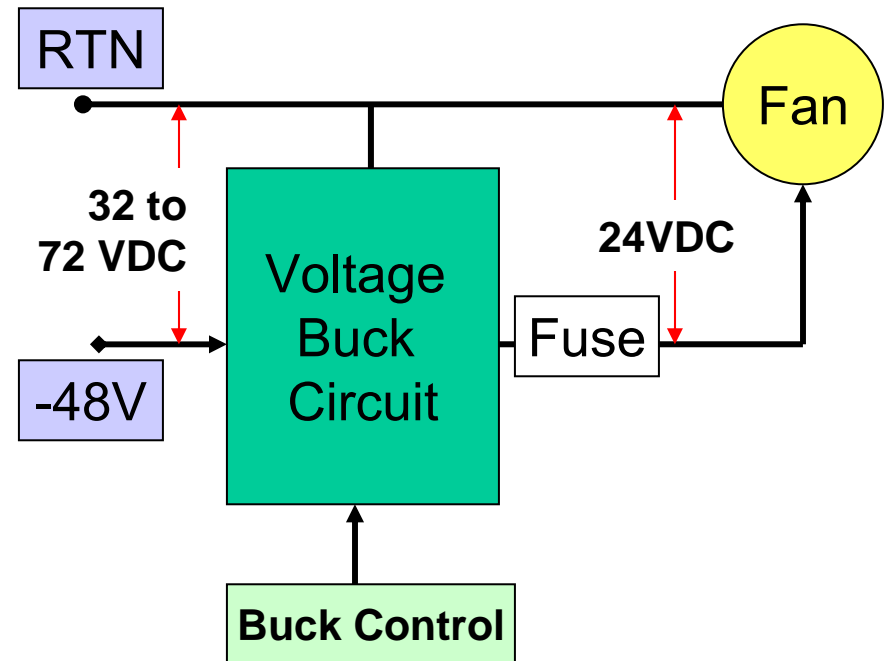 RTN
Fan
32 to
72 VDC
24VDC
Voltage
Buck
Circuit
Fuse
-48V
Buck Control